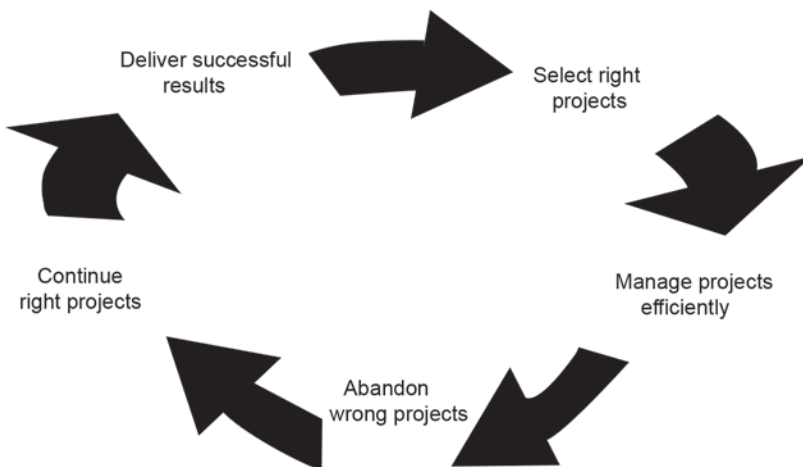 Deliver successful
results
Select right
projects
Manage projects
efficiently
Abandon
wrong projects
Continue
right projects